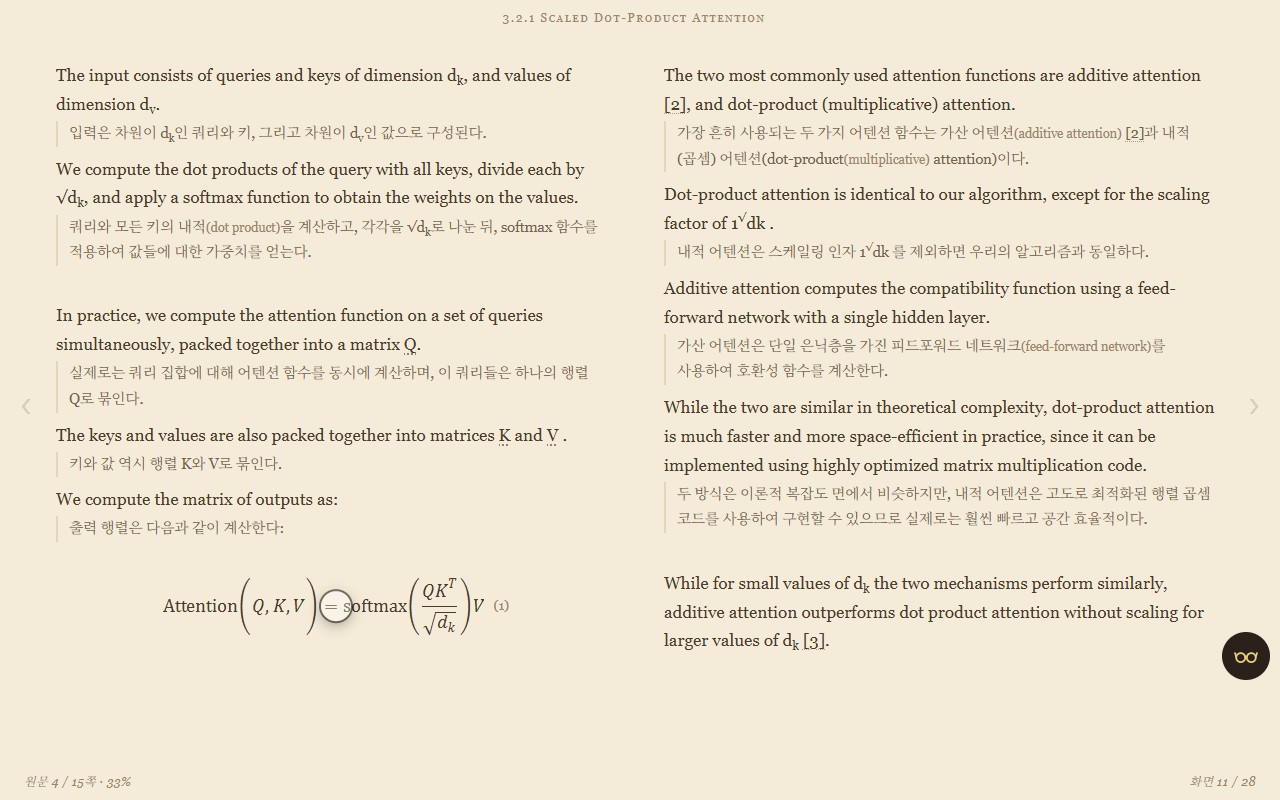 3.2.1 Scaled Dot-Product Attention
The input consists of queries and keys of dimension dk, and values of
dimension dv.
입력은 차원이 dk인 쿼리와 키, 그리고 차원이 dv인 값으로 구성된다.
We compute the dot products of the query with all keys, divide each by
√dk, and apply a softmax function to obtain the weights on the values.
쿼리와 모든 키의 내적(dot product)을 계산하고, 각각을 √dk로 나눈 뒤, softmax 함수를
적용하여 값들에 대한 가중치를 얻는다.
In practice, we compute the attention function on a set of queries
simultaneously, packed together into a matrix Q.
실제로는 쿼리 집합에 대해 어텐션 함수를 동시에 계산하며, 이 쿼리들은 하나의 행렬
Q로 묶인다.
The keys and values are also packed together into matrices K and V .
키와 값 역시 행렬 K와 V로 묶인다.
We compute the matrix of outputs as:
출력 행렬은 다음과 같이 계산한다:
Attention(Q, K, V) = softmax(QK^T / √dk)V (1)
The two most commonly used attention functions are additive attention
[2], and dot-product (multiplicative) attention.
가장 흔히 사용되는 두 가지 어텐션 함수는 가산 어텐션(additive attention) [2]과 내적
(곱셈) 어텐션(dot-product(multiplicative) attention)이다.
Dot-product attention is identical to our algorithm, except for the scaling
factor of 1√dk .
내적 어텐션은 스케일링 인자 1√dk 를 제외하면 우리의 알고리즘과 동일하다.
Additive attention computes the compatibility function using a feed-
forward network with a single hidden layer.
가산 어텐션은 단일 은닉층을 가진 피드포워드 네트워크(feed-forward network)를
사용하여 호환성 함수를 계산한다.
While the two are similar in theoretical complexity, dot-product attention
is much faster and more space-efficient in practice, since it can be
implemented using highly optimized matrix multiplication code.
두 방식은 이론적 복잡도 면에서 비슷하지만, 내적 어텐션은 고도로 최적화된 행렬 곱셈
코드를 사용하여 구현할 수 있으므로 실제로는 훨씬 빠르고 공간 효율적이다.
While for small values of dk the two mechanisms perform similarly,
additive attention outperforms dot product attention without scaling for
larger values of dk [3].
원문 4 / 15쪽 · 33%
화면 11 / 28